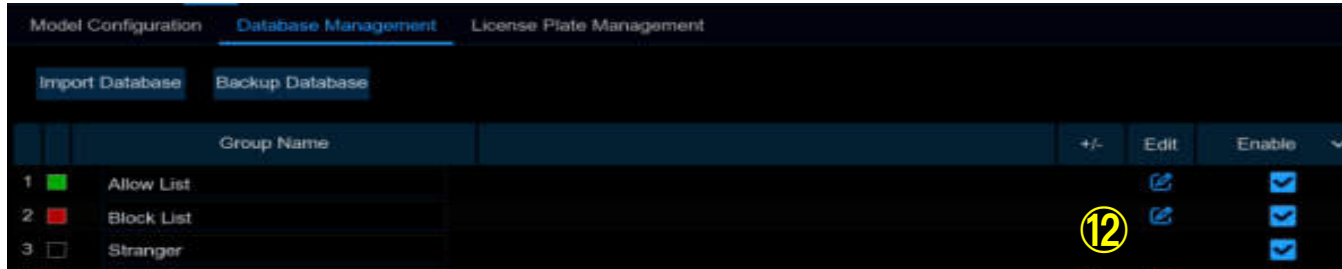 Model Configuration Database Management License Plate Management
Import Database Backup Database
Group Name +/- Edit Enable
1 Allow List
2 Block List
⑫
3 Stranger